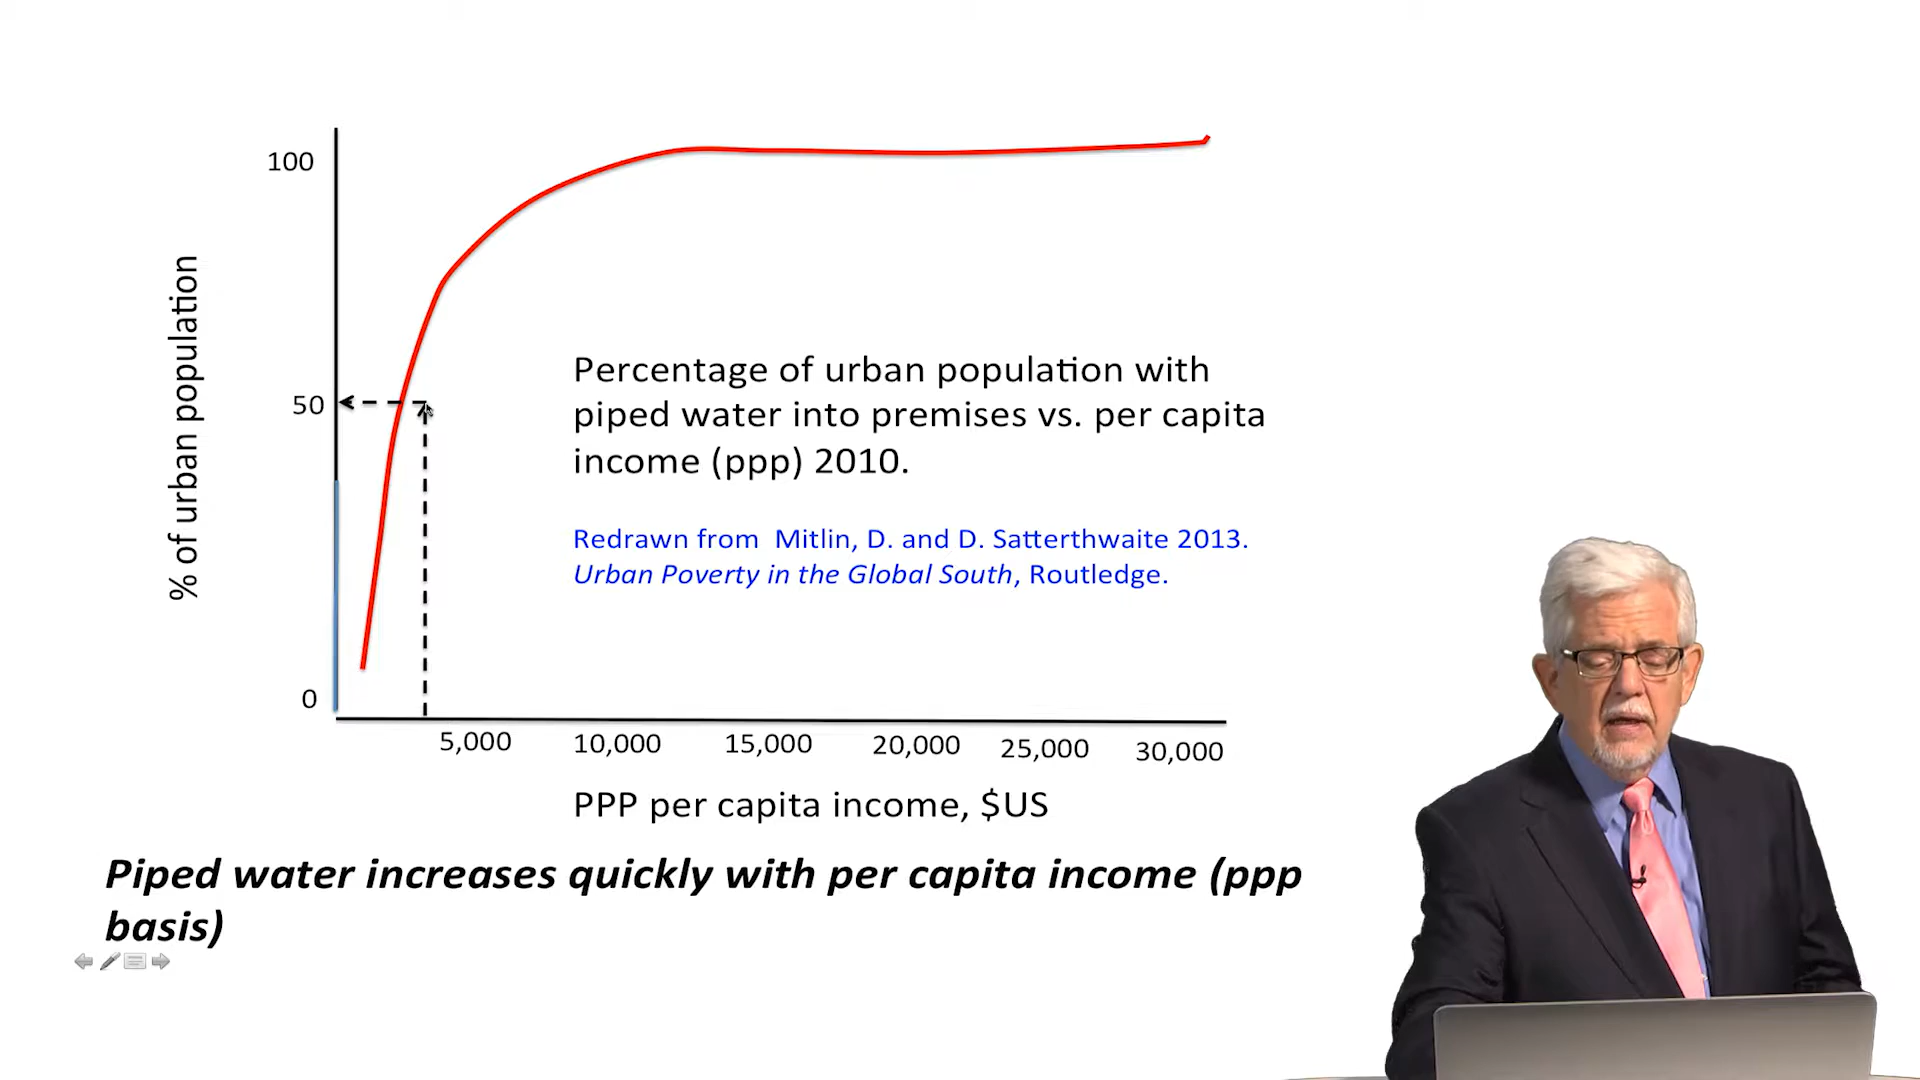 100
50
0
% of urban population
Percentage of urban population with
piped water into premises vs. per capita
income (ppp) 2010.
Redrawn from Mitlin, D. and D. Satterthwaite 2013.
Urban Poverty in the Global South, Routledge.
5,000 10,000 15,000 20,000 25,000 30,000
PPP per capita income, $US
Piped water increases quickly with per capita income (ppp
basis)